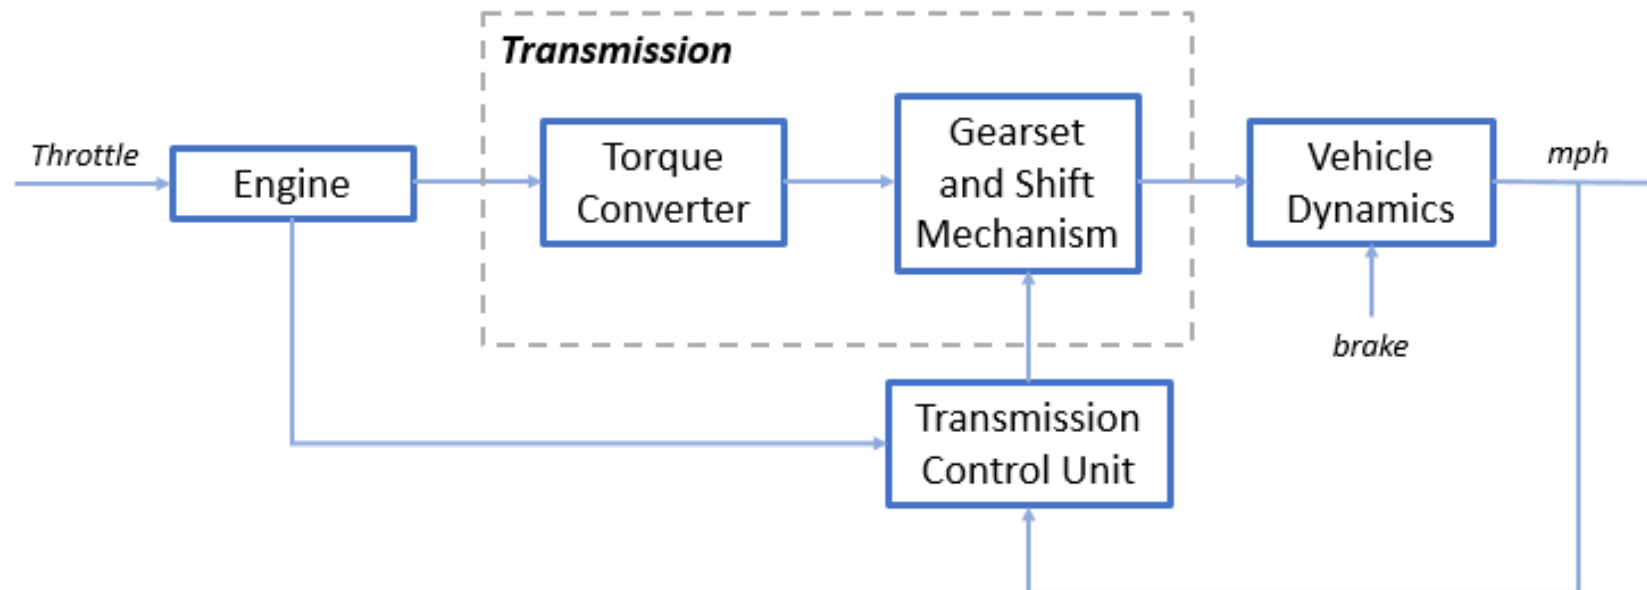 Transmission
Throttle
Engine
Torque
Converter
Gearset
and Shift
Mechanism
Vehicle
Dynamics
mph
brake
Transmission
Control Unit